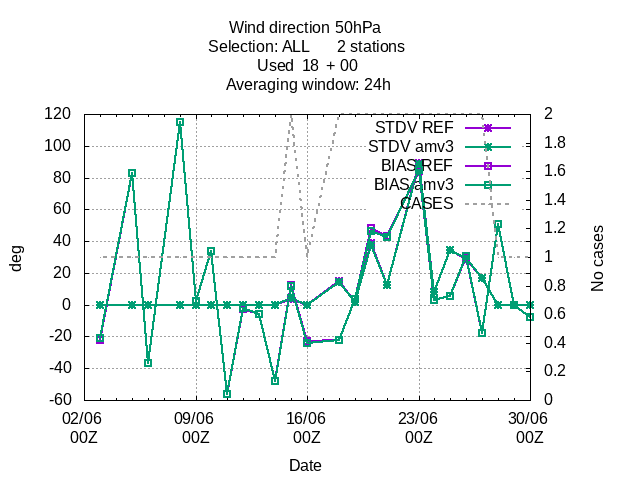 Wind direction 50hPa
Selection: ALL 2 stations
Used 18 + 00
Averaging window: 24h
120
100
80
60
40
20
0
-20
-40
-60
deg
2
1.8
1.6
1.4
1.2
1
0.8
0.6
0.4
0.2
0
No cases
STDV REF
STDV amv3
BIAS REF
BIAS amv3
CASES
02/06 09/06 16/06 23/06 30/06
00Z 00Z 00Z 00Z 00Z
Date